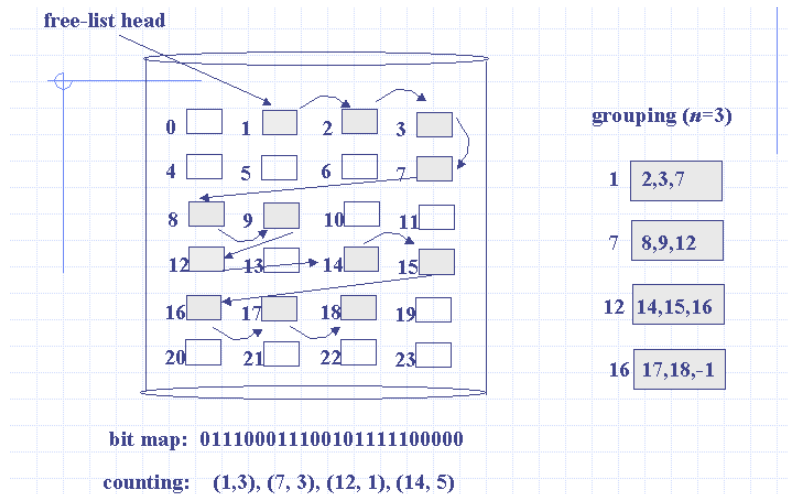 free-list head
0 1 2 3
grouping (n=3)
4 5 6 7
1 2,3,7
8 9 10 11
7 8,9,12
12 13 14 15
12 14,15,16
16 17 18 19
20 21 22 23
16 17,18,-1
bit map: 011100011100101111100000
counting: (1,3), (7, 3), (12, 1), (14, 5)